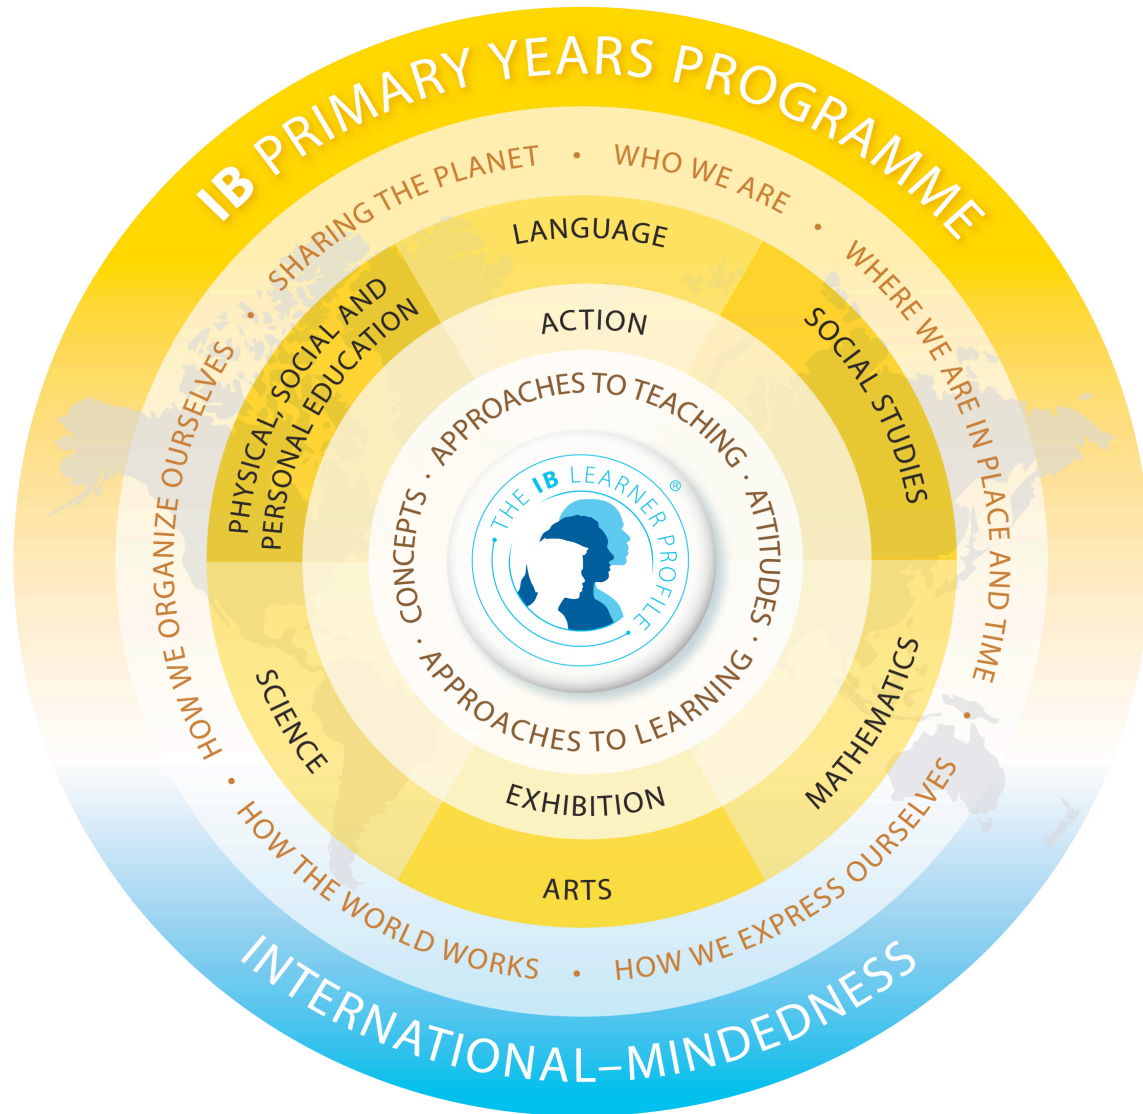 IB PRIMARY YEARS PROGRAMME
SHARING THE PLANET • WHO WE ARE • WHERE WE ARE IN PLACE AND TIME • HOW WE EXPRESS OURSELVES • HOW THE WORLD WORKS • HOW WE ORGANIZE OURSELVES •
LANGUAGE
SOCIAL STUDIES
MATHEMATICS
ARTS
SCIENCE
PHYSICAL, SOCIAL AND
PERSONAL EDUCATION
ACTION
EXHIBITION
APPROACHES TO TEACHING · ATTITUDES · APPROACHES TO LEARNING · CONCEPTS ·
THE IB LEARNER PROFILE ®
INTERNATIONAL–MINDEDNESS